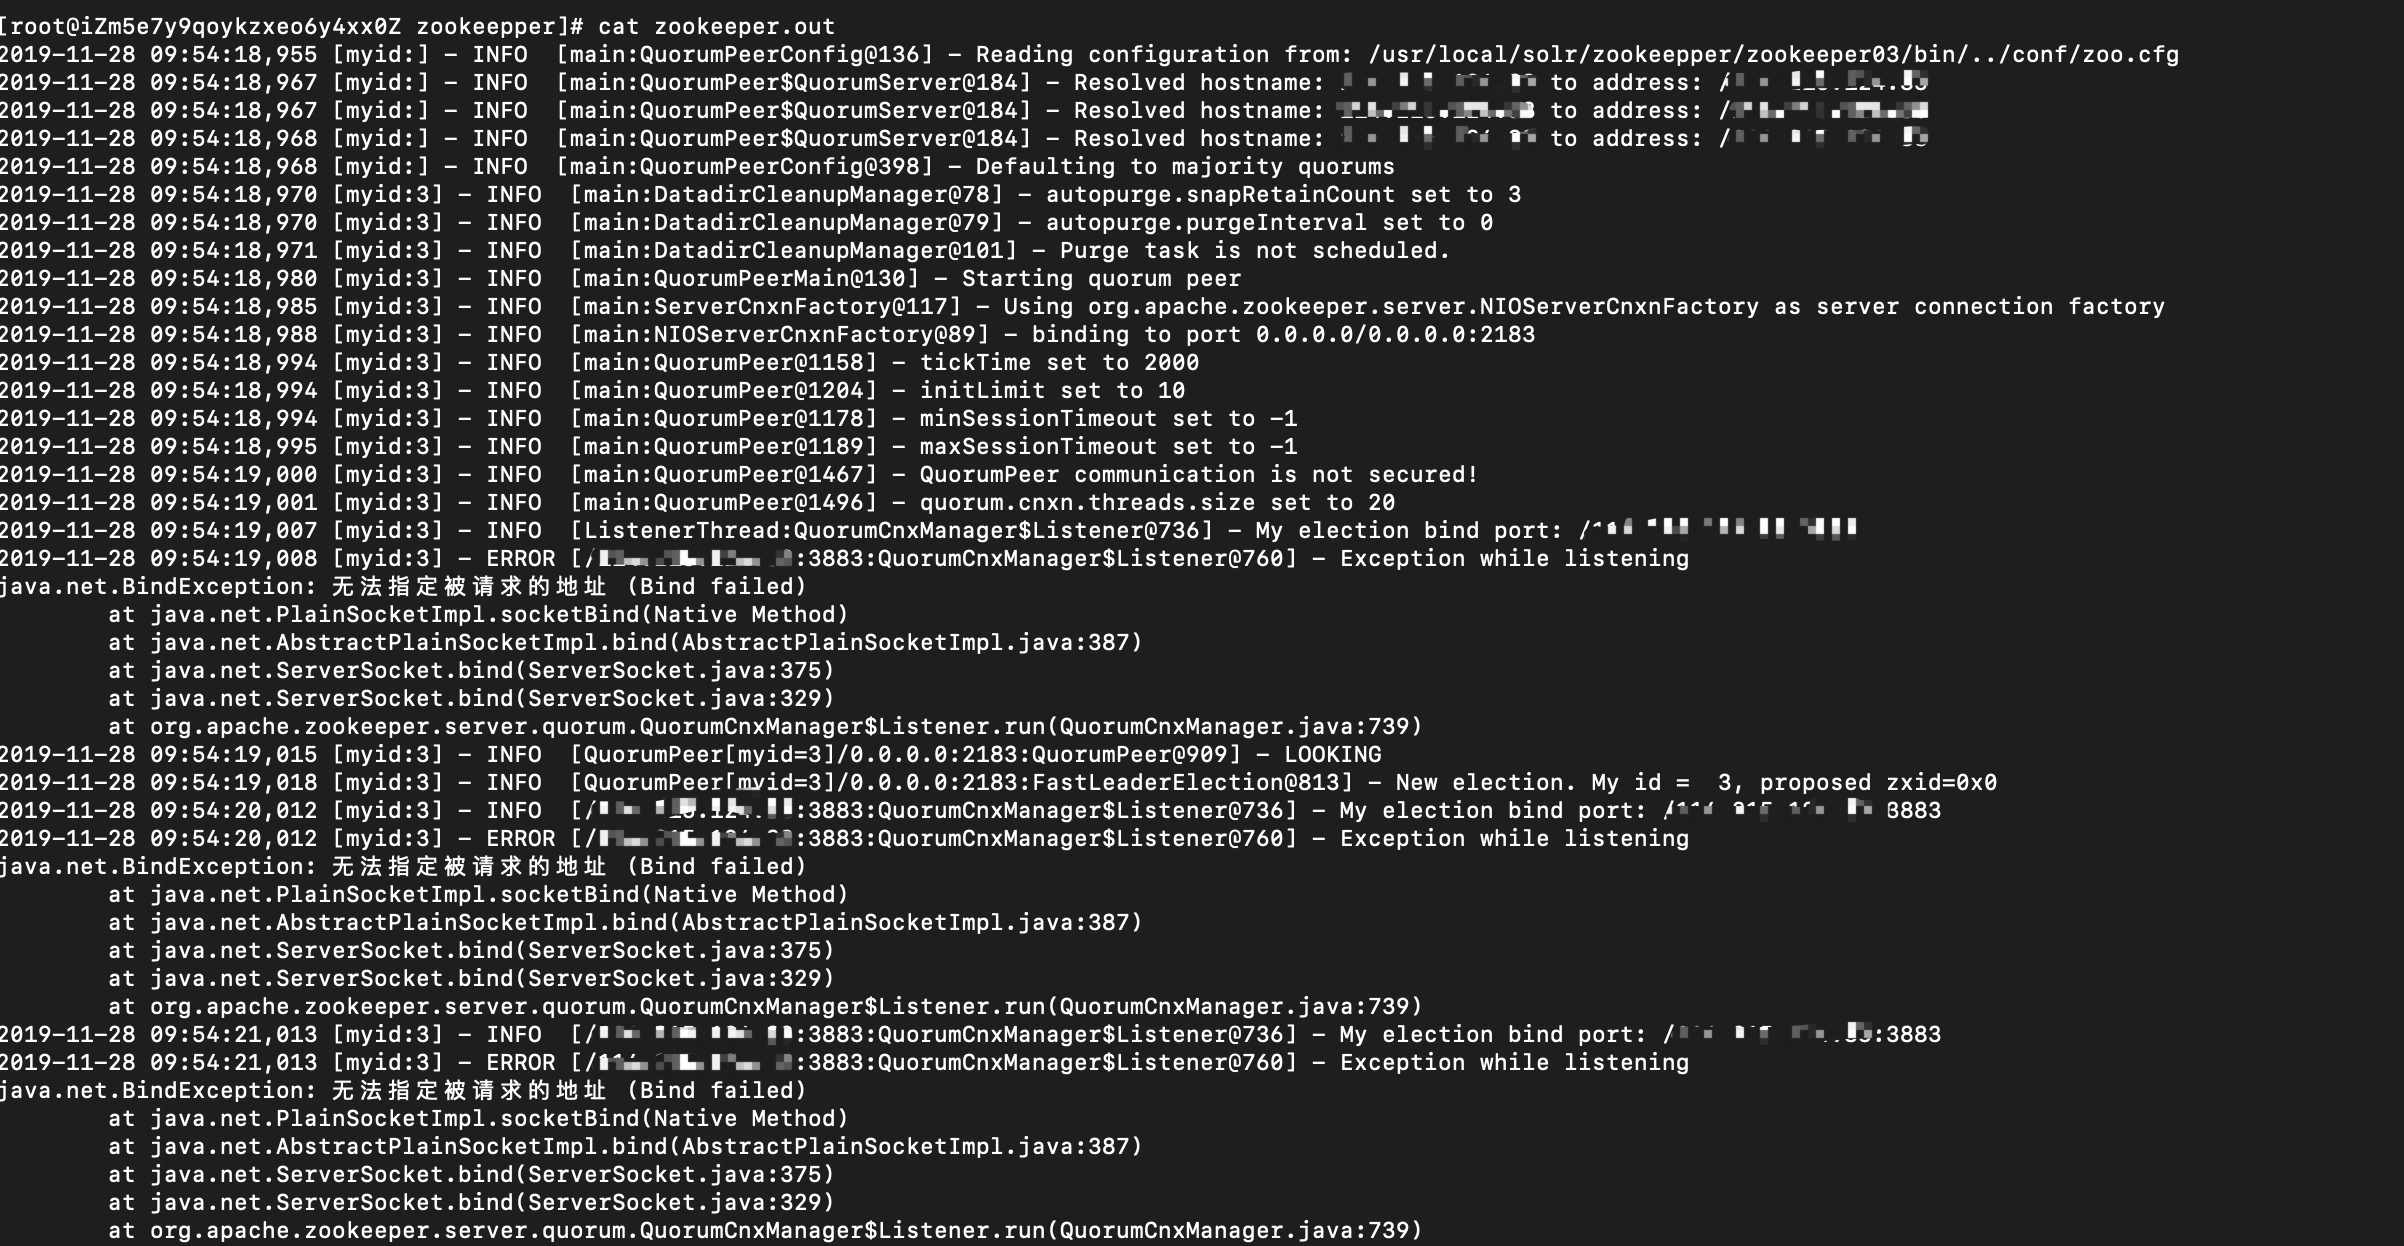 [root@iZm5e7y9qoykzxeo6y4xx0Z zookeepper]# cat zookeeper.out
2019-11-28 09:54:18,955 [myid:] - INFO  [main:QuorumPeerConfig@136] - Reading configuration from: /usr/local/solr/zookeepper/zookeeper03/bin/../conf/zoo.cfg
2019-11-28 09:54:18,967 [myid:] - INFO  [main:QuorumPeer$QuorumServer@184] - Resolved hostname: to address: /
2019-11-28 09:54:18,967 [myid:] - INFO  [main:QuorumPeer$QuorumServer@184] - Resolved hostname: to address: /
2019-11-28 09:54:18,968 [myid:] - INFO  [main:QuorumPeer$QuorumServer@184] - Resolved hostname: to address: /
2019-11-28 09:54:18,968 [myid:] - INFO  [main:QuorumPeerConfig@398] - Defaulting to majority quorums
2019-11-28 09:54:18,970 [myid:3] - INFO  [main:DatadirCleanupManager@78] - autopurge.snapRetainCount set to 3
2019-11-28 09:54:18,970 [myid:3] - INFO  [main:DatadirCleanupManager@79] - autopurge.purgeInterval set to 0
2019-11-28 09:54:18,971 [myid:3] - INFO  [main:DatadirCleanupManager@101] - Purge task is not scheduled.
2019-11-28 09:54:18,980 [myid:3] - INFO  [main:QuorumPeerMain@130] - Starting quorum peer
2019-11-28 09:54:18,985 [myid:3] - INFO  [main:ServerCnxnFactory@117] - Using org.apache.zookeeper.server.NIOServerCnxnFactory as server connection factory
2019-11-28 09:54:18,988 [myid:3] - INFO  [main:NIOServerCnxnFactory@89] - binding to port 0.0.0.0/0.0.0.0:2183
2019-11-28 09:54:18,994 [myid:3] - INFO  [main:QuorumPeer@1158] - tickTime set to 2000
2019-11-28 09:54:18,994 [myid:3] - INFO  [main:QuorumPeer@1204] - initLimit set to 10
2019-11-28 09:54:18,994 [myid:3] - INFO  [main:QuorumPeer@1178] - minSessionTimeout set to -1
2019-11-28 09:54:18,995 [myid:3] - INFO  [main:QuorumPeer@1189] - maxSessionTimeout set to -1
2019-11-28 09:54:19,000 [myid:3] - INFO  [main:QuorumPeer@1467] - QuorumPeer communication is not secured!
2019-11-28 09:54:19,001 [myid:3] - INFO  [main:QuorumPeer@1496] - quorum.cnxn.threads.size set to 20
2019-11-28 09:54:19,007 [myid:3] - INFO  [ListenerThread:QuorumCnxManager$Listener@736] - My election bind port: /
2019-11-28 09:54:19,008 [myid:3] - ERROR [/:3883:QuorumCnxManager$Listener@760] - Exception while listening
java.net.BindException: 无法指定被请求的地址 (Bind failed)
        at java.net.PlainSocketImpl.socketBind(Native Method)
        at java.net.AbstractPlainSocketImpl.bind(AbstractPlainSocketImpl.java:387)
        at java.net.ServerSocket.bind(ServerSocket.java:375)
        at java.net.ServerSocket.bind(ServerSocket.java:329)
        at org.apache.zookeeper.server.quorum.QuorumCnxManager$Listener.run(QuorumCnxManager.java:739)
2019-11-28 09:54:19,015 [myid:3] - INFO  [QuorumPeer[myid=3]/0.0.0.0:2183:QuorumPeer@909] - LOOKING
2019-11-28 09:54:19,018 [myid:3] - INFO  [QuorumPeer[myid=3]/0.0.0.0:2183:FastLeaderElection@813] - New election. My id =  3, proposed zxid=0x0
2019-11-28 09:54:20,012 [myid:3] - INFO  [/:3883:QuorumCnxManager$Listener@736] - My election bind port: /3883
2019-11-28 09:54:20,012 [myid:3] - ERROR [/:3883:QuorumCnxManager$Listener@760] - Exception while listening
java.net.BindException: 无法指定被请求的地址 (Bind failed)
        at java.net.PlainSocketImpl.socketBind(Native Method)
        at java.net.AbstractPlainSocketImpl.bind(AbstractPlainSocketImpl.java:387)
        at java.net.ServerSocket.bind(ServerSocket.java:375)
        at java.net.ServerSocket.bind(ServerSocket.java:329)
        at org.apache.zookeeper.server.quorum.QuorumCnxManager$Listener.run(QuorumCnxManager.java:739)
2019-11-28 09:54:21,013 [myid:3] - INFO  [/:3883:QuorumCnxManager$Listener@736] - My election bind port: /:3883
2019-11-28 09:54:21,013 [myid:3] - ERROR [/:3883:QuorumCnxManager$Listener@760] - Exception while listening
java.net.BindException: 无法指定被请求的地址 (Bind failed)
        at java.net.PlainSocketImpl.socketBind(Native Method)
        at java.net.AbstractPlainSocketImpl.bind(AbstractPlainSocketImpl.java:387)
        at java.net.ServerSocket.bind(ServerSocket.java:375)
        at java.net.ServerSocket.bind(ServerSocket.java:329)
        at org.apache.zookeeper.server.quorum.QuorumCnxManager$Listener.run(QuorumCnxManager.java:739)